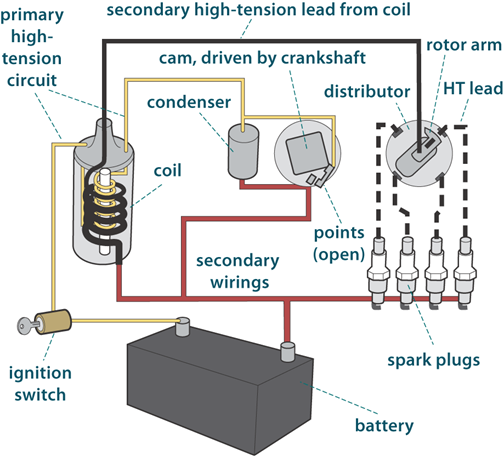 secondary high-tension lead from coil
primary
high-
tension
circuit
cam, driven by crankshaft
rotor arm
condenser
distributor
HT lead
coil
points
(open)
secondary
wirings
spark plugs
ignition
switch
battery